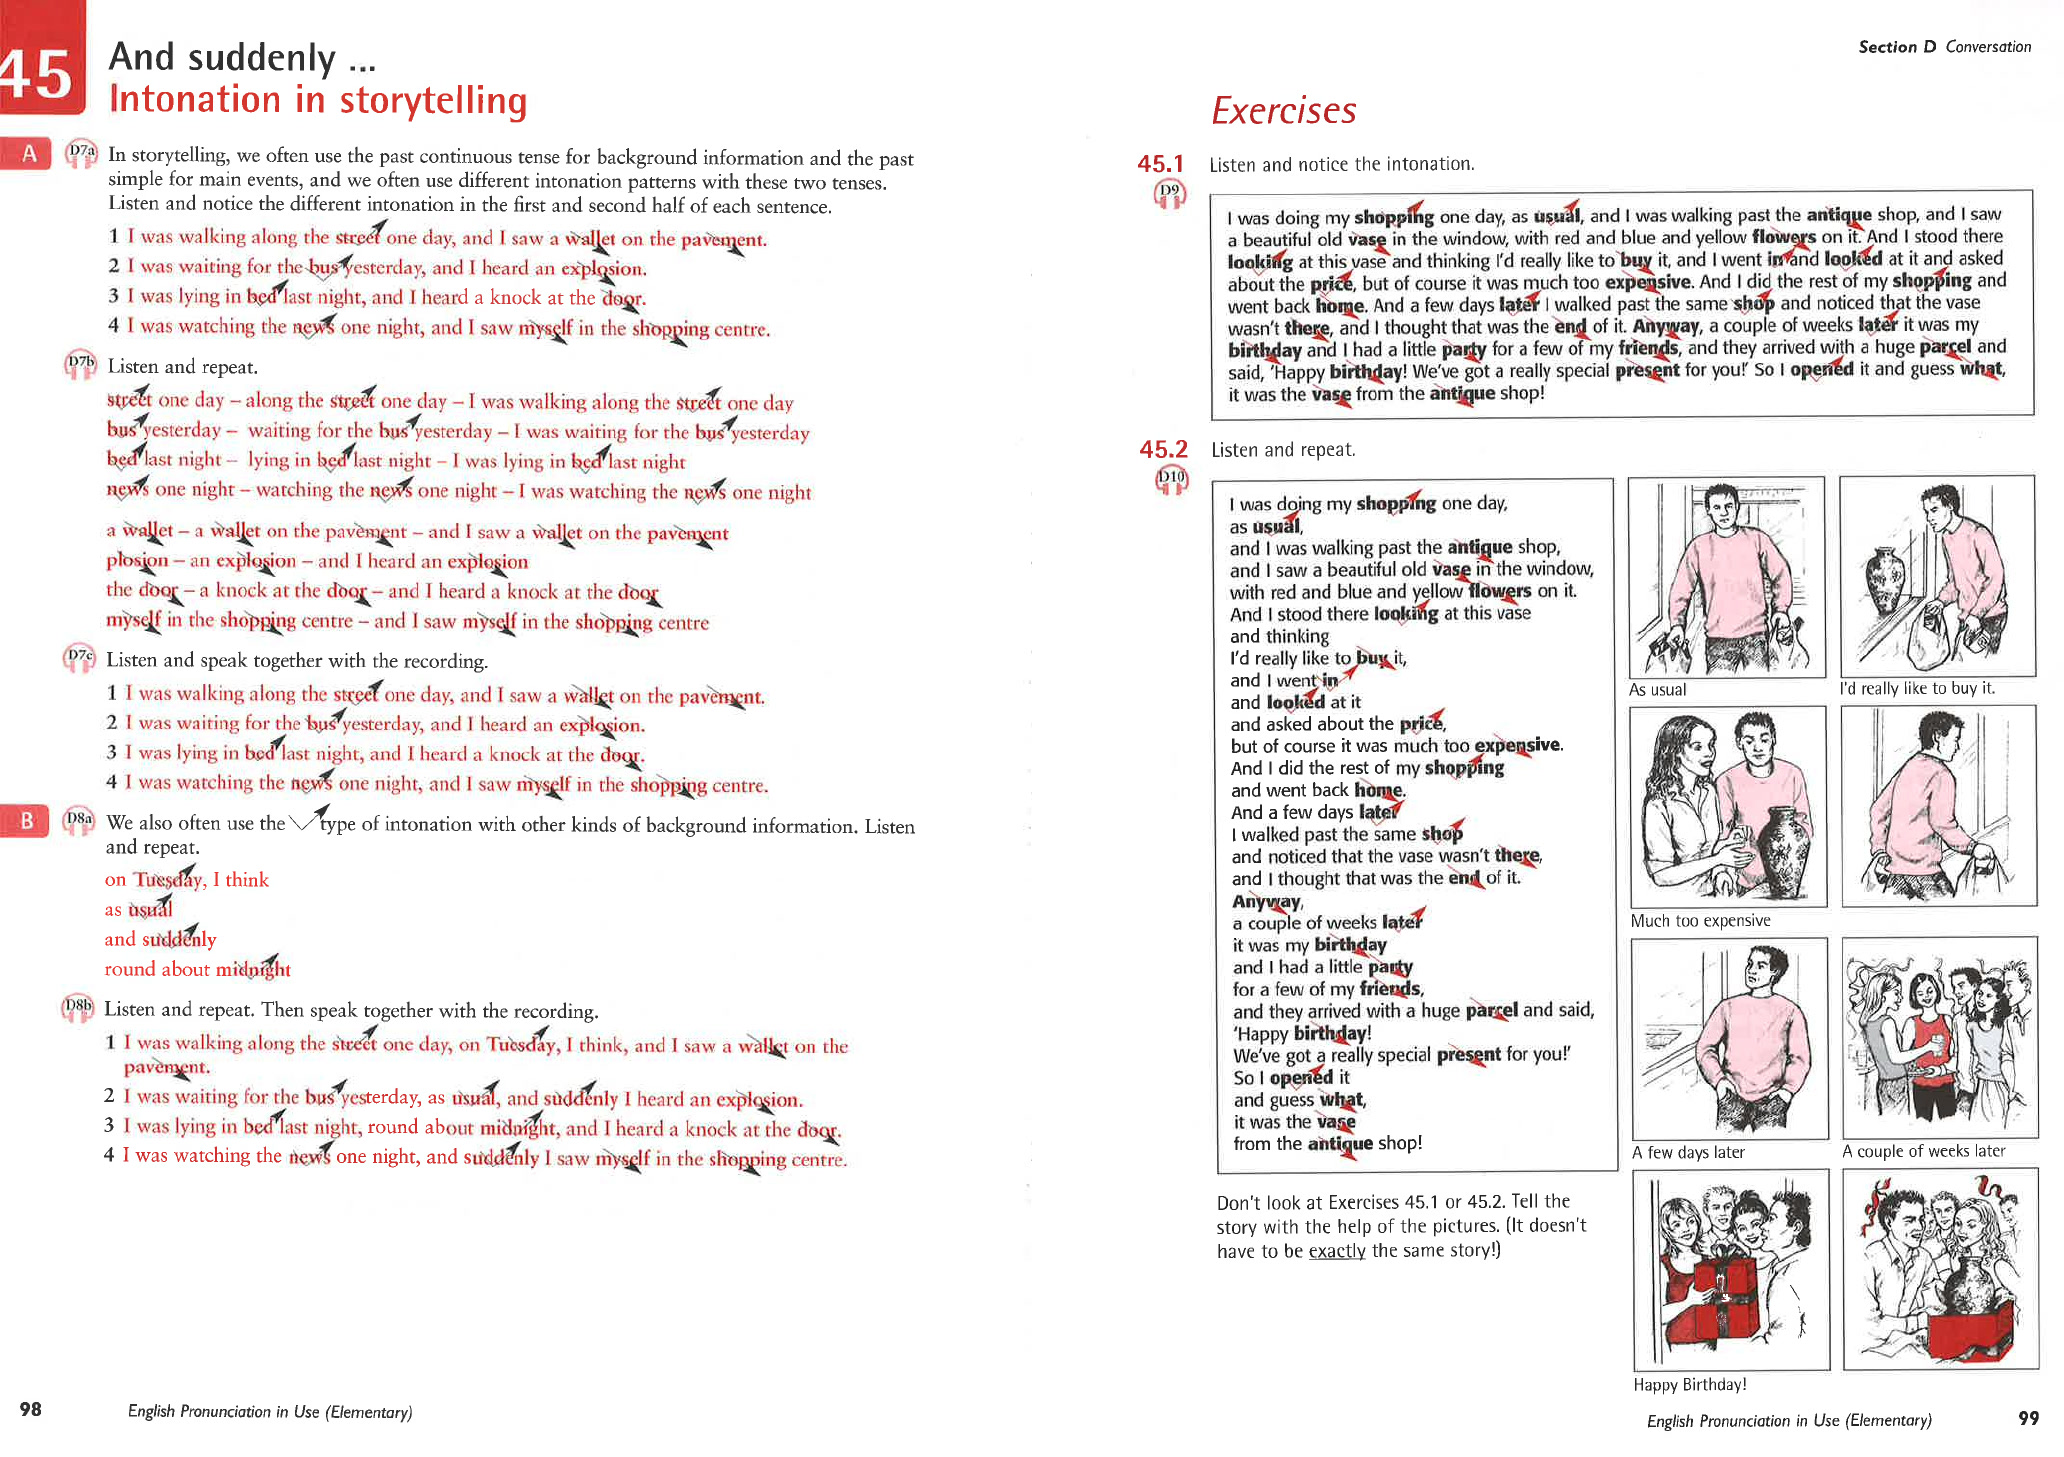 45
And suddenly ...
Intonation in storytelling
A
D7a
In storytelling, we often use the past continuous tense for background information and the past
simple for main events, and we often use different intonation patterns with these two tenses.
Listen and notice the different intonation in the first and second half of each sentence.
1 I was walking along the street one day, and I saw a wallet on the pavement.
2 I was waiting for the bus yesterday, and I heard an explosion.
3 I was lying in bed last night, and I heard a knock at the door.
4 I was watching the news one night, and I saw myself in the shopping centre.
D7b
Listen and repeat.
street one day – along the street one day – I was walking along the street one day
bus yesterday – waiting for the bus yesterday – I was waiting for the bus yesterday
bed last night – lying in bed last night – I was lying in bed last night
news one night – watching the news one night – I was watching the news one night
a wallet – a wallet on the pavement – and I saw a wallet on the pavement
plosion – an explosion – and I heard an explosion
the door – a knock at the door – and I heard a knock at the door
myself in the shopping centre – and I saw myself in the shopping centre
D7c
Listen and speak together with the recording.
1 I was walking along the street one day, and I saw a wallet on the pavement.
2 I was waiting for the bus yesterday, and I heard an explosion.
3 I was lying in bed last night, and I heard a knock at the door.
4 I was watching the news one night, and I saw myself in the shopping centre.
B
D8a
We also often use the type of intonation with other kinds of background information. Listen
and repeat.
on Tuesday, I think
as usual
and suddenly
round about midnight
D8b
Listen and repeat. Then speak together with the recording.
1 I was walking along the street one day, on Tuesday, I think, and I saw a wallet on the
pavement.
2 I was waiting for the bus yesterday, as usual, and suddenly I heard an explosion.
3 I was lying in bed last night, round about midnight, and I heard a knock at the door.
4 I was watching the news one night, and suddenly I saw myself in the shopping centre.
98
English Pronunciation in Use (Elementary)
Section D Conversation
Exercises
45.1 Listen and notice the intonation.
D9
I was doing my shopping one day, as usual, and I was walking past the antique shop, and I saw
a beautiful old vase in the window, with red and blue and yellow flowers on it. And I stood there
looking at this vase and thinking I'd really like to buy it, and I went in and looked at it and asked
about the price, but of course it was much too expensive. And I did the rest of my shopping and
went back home. And a few days later I walked past the same shop and noticed that the vase
wasn't there, and I thought that was the end of it. Anyway, a couple of weeks later it was my
birthday and I had a little party for a few of my friends, and they arrived with a huge parcel and
said, 'Happy birthday! We've got a really special present for you!' So I opened it and guess what,
it was the vase from the antique shop!
45.2 Listen and repeat.
D10
I was doing my shopping one day,
as usual,
and I was walking past the antique shop,
and I saw a beautiful old vase in the window,
with red and blue and yellow flowers on it.
And I stood there looking at this vase
and thinking
I'd really like to buy it,
and I went in
and looked at it
and asked about the price,
but of course it was much too expensive.
And I did the rest of my shopping
and went back home.
And a few days later
I walked past the same shop
and noticed that the vase wasn't there,
and I thought that was the end of it.
Anyway,
a couple of weeks later
it was my birthday
and I had a little party
for a few of my friends,
and they arrived with a huge parcel and said,
'Happy birthday!
We've got a really special present for you!'
So I opened it
and guess what,
it was the vase
from the antique shop!
As usual
I'd really like to buy it.
Much too expensive
A few days later
A couple of weeks later
Happy Birthday!
Don't look at Exercises 45.1 or 45.2. Tell the
story with the help of the pictures. (It doesn't
have to be exactly the same story!)
English Pronunciation in Use (Elementary)
99